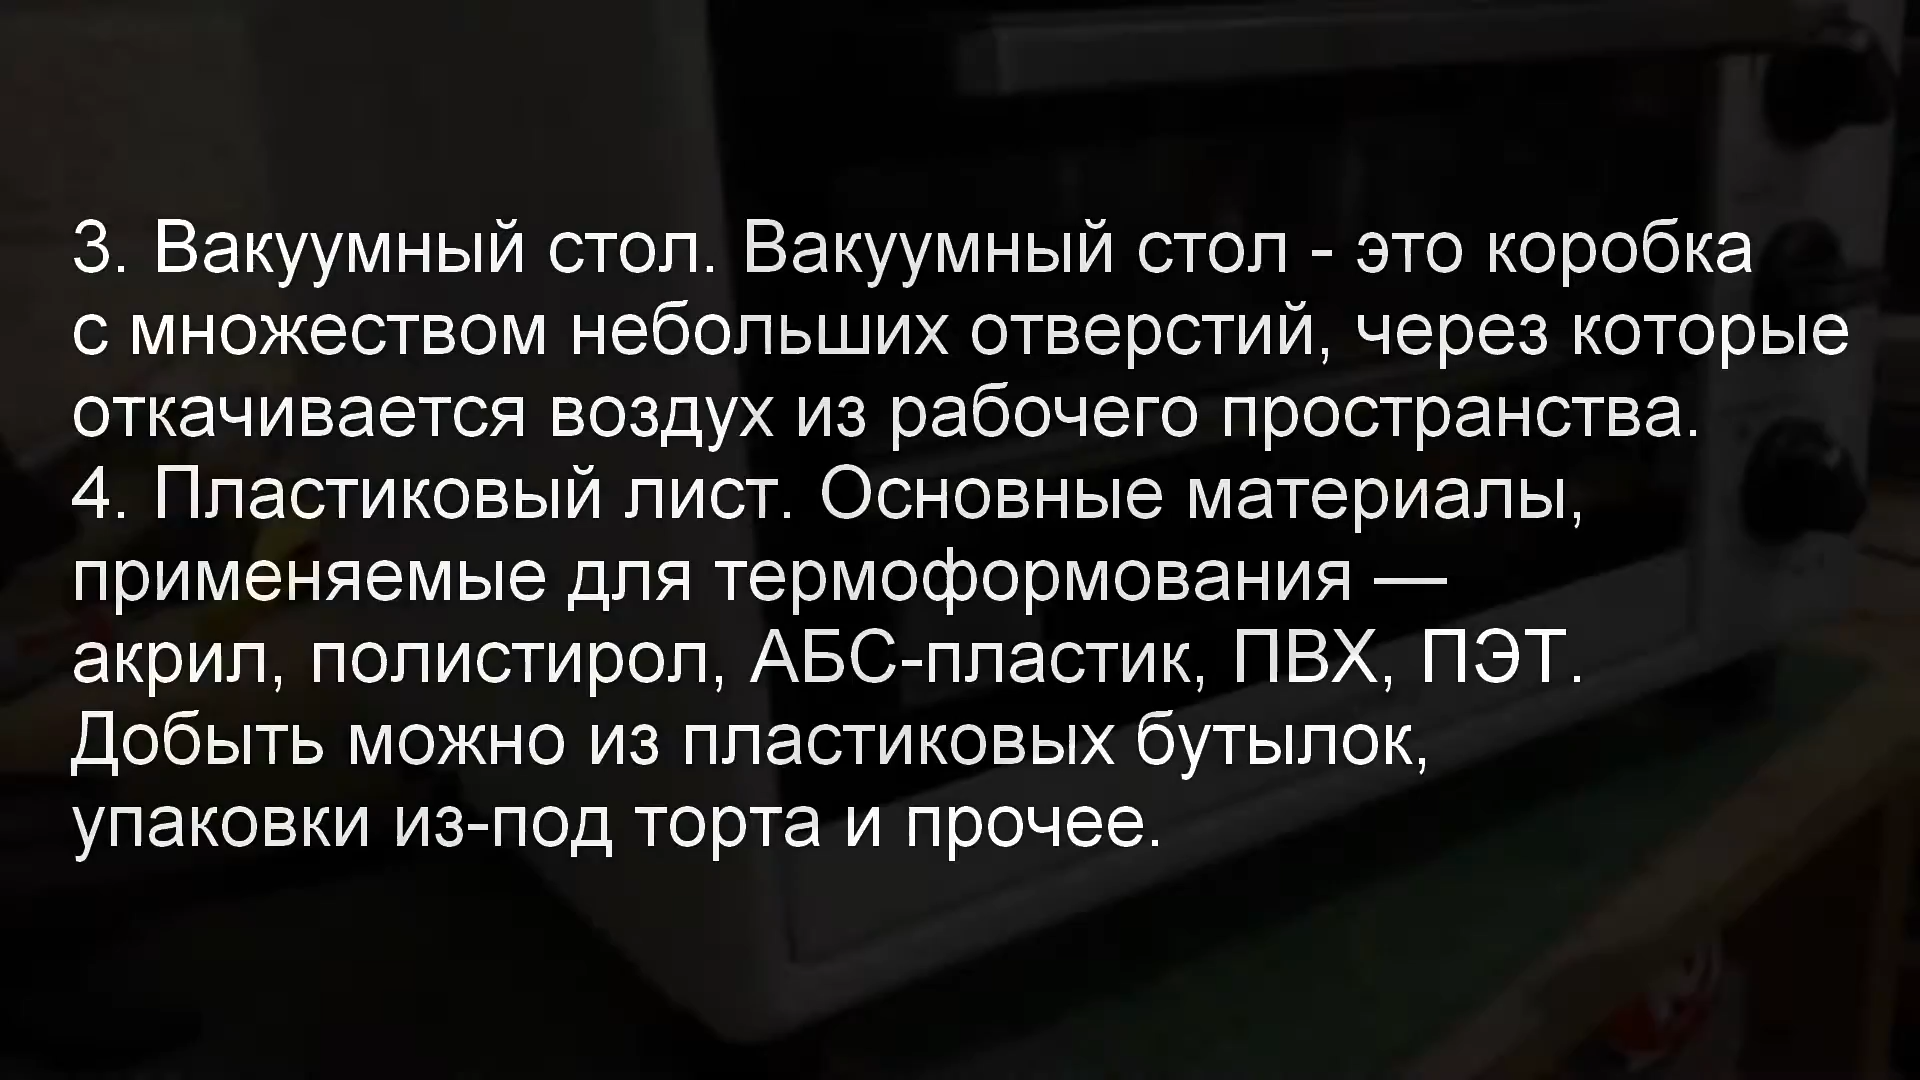 3. Вакуумный стол. Вакуумный стол - это коробка
с множеством небольших отверстий, через которые
откачивается воздух из рабочего пространства.
4. Пластиковый лист. Основные материалы,
применяемые для термоформования —
акрил, полистирол, АБС-пластик, ПВХ, ПЭТ.
Добыть можно из пластиковых бутылок,
упаковки из-под торта и прочее.